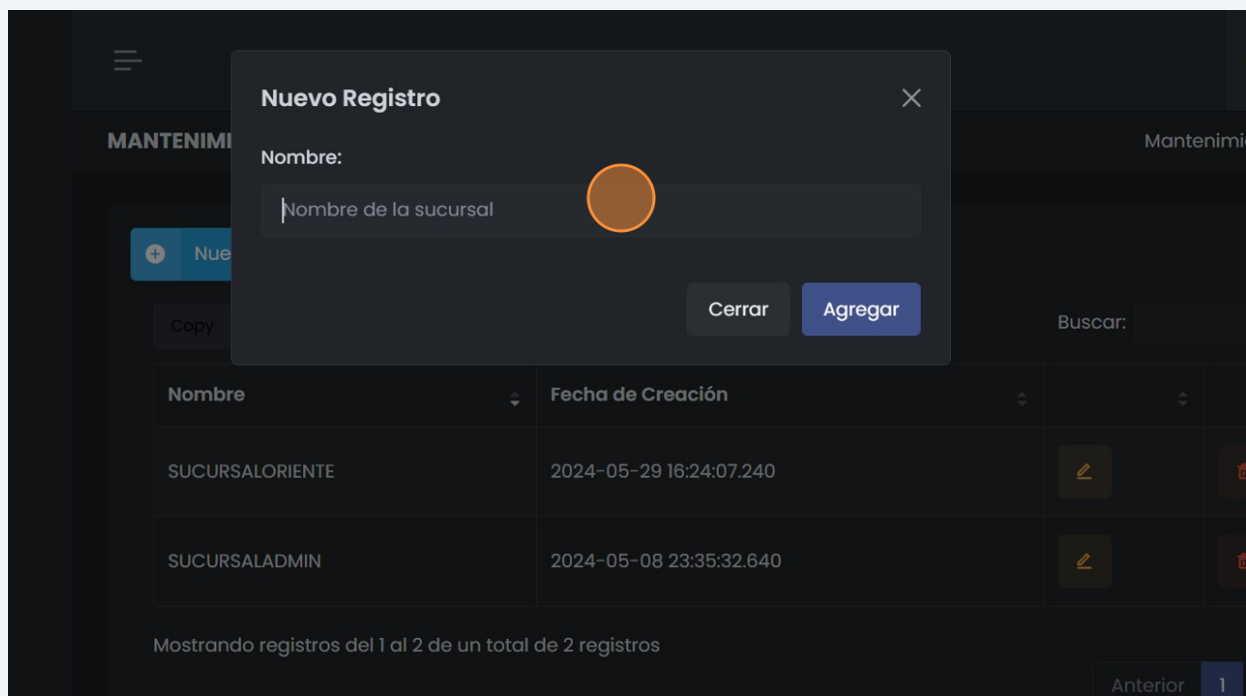 Nuevo Registro
MANTENIMI
Mantenimi
Nombre:
Nombre de la sucursal
Nue
Cerrar Agregar
Copy
Buscar:
Nombre Fecha de Creación
SUCURSALORIENTE 2024-05-29 16:24:07.240
SUCURSALADMIN 2024-05-08 23:35:32.640
Mostrando registros del 1 al 2 de un total de 2 registros
Anterior 1